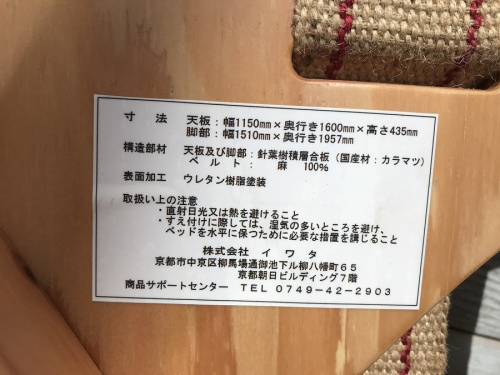 寸　法　天板：幅1150㎜×奥行き1600㎜×高さ435㎜
脚部：幅1510㎜×奥行き1957㎜
構造部材　天板及び脚部：針葉樹積層合板（国産材：カラマツ）
ベ　ル　ト：　麻　100％
表面加工　ウレタン樹脂塗装
取扱い上の注意
・直射日光又は熱を避けること
・すえ付けに際しては、湿気の多いところを避け、
ベッドを水平に保つために必要な措置を講じること
株式会社　イ　ワ　タ
京都市中京区柳馬場通御池下ル柳八幡町６５
京都朝日ビルディング７階
商品サポートセンター　ＴＥＬ ０７４９－４２－２９０３